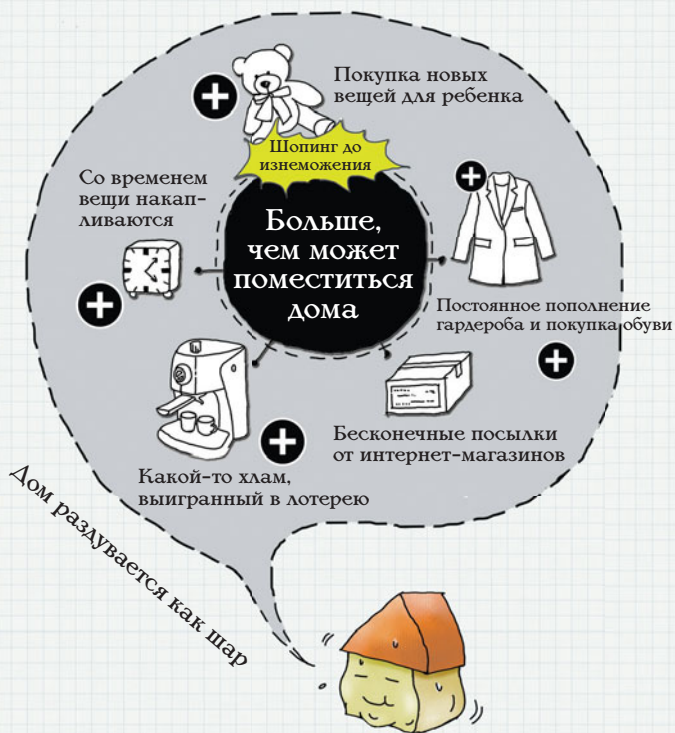 Покупка новых
вещей для ребенка
Шопинг до
изнеможения
Со временем
вещи накап-
ливаются
Больше,
чем может
поместиться
дома
Постоянное пополнение
гардероба и покупка обуви
Бесконечные посылки
от интернет-магазинов
Какой-то хлам,
выигранный в лотерею
Дом раздувается как шар